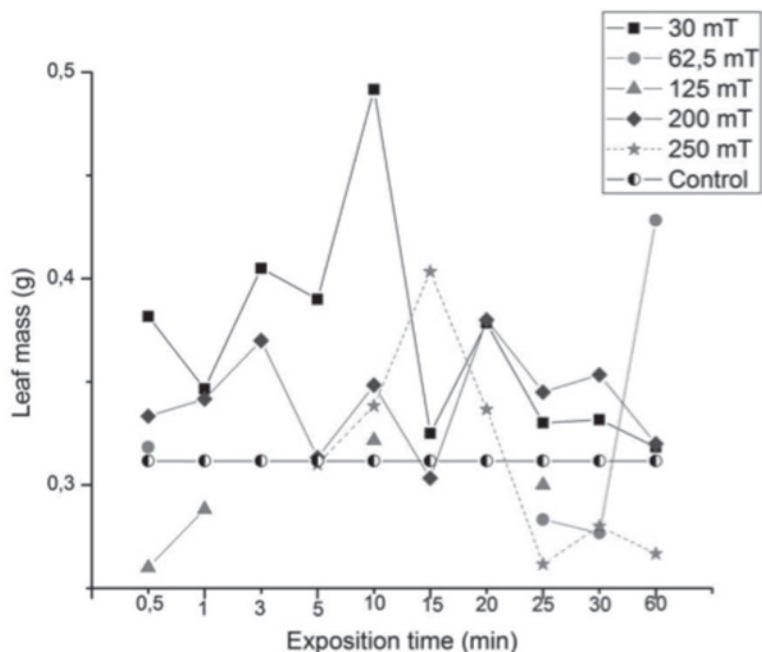 30 mT
62,5 mT
125 mT
200 mT
250 mT
Control
0,5
0,4
0,3
Leaf mass (g)
0,5 1 3 5 10 15 20 25 30 60
Exposition time (min)